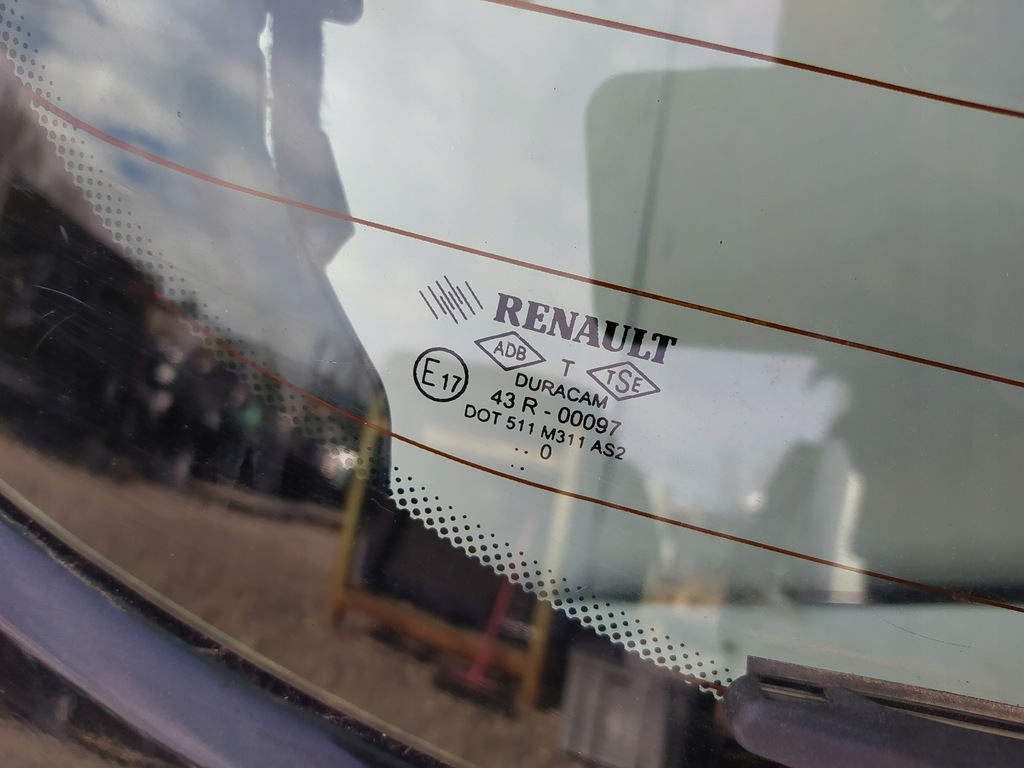 RENAULT
ADB T TSE
E17 DURACAM
43 R - 00097
DOT 511 M311 AS2
.. 0
..